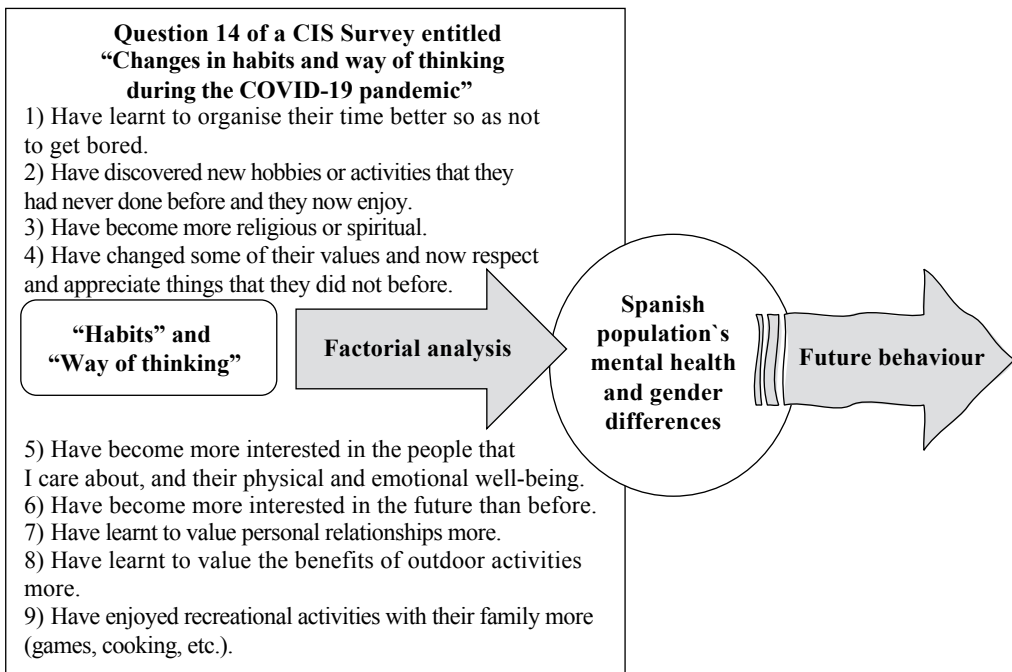 Question 14 of a CIS Survey entitled
“Changes in habits and way of thinking
during the COVID-19 pandemic”
1) Have learnt to organise their time better so as not
to get bored.
2) Have discovered new hobbies or activities that they
had never done before and they now enjoy.
3) Have become more religious or spiritual.
4) Have changed some of their values and now respect
and appreciate things that they did not before.
“Habits” and
“Way of thinking”
Factorial analysis
Spanish
population`s
mental health
and gender
differences
Future behaviour
5) Have become more interested in the people that
I care about, and their physical and emotional well-being.
6) Have become more interested in the future than before.
7) Have learnt to value personal relationships more.
8) Have learnt to value the benefits of outdoor activities
more.
9) Have enjoyed recreational activities with their family more
(games, cooking, etc.).